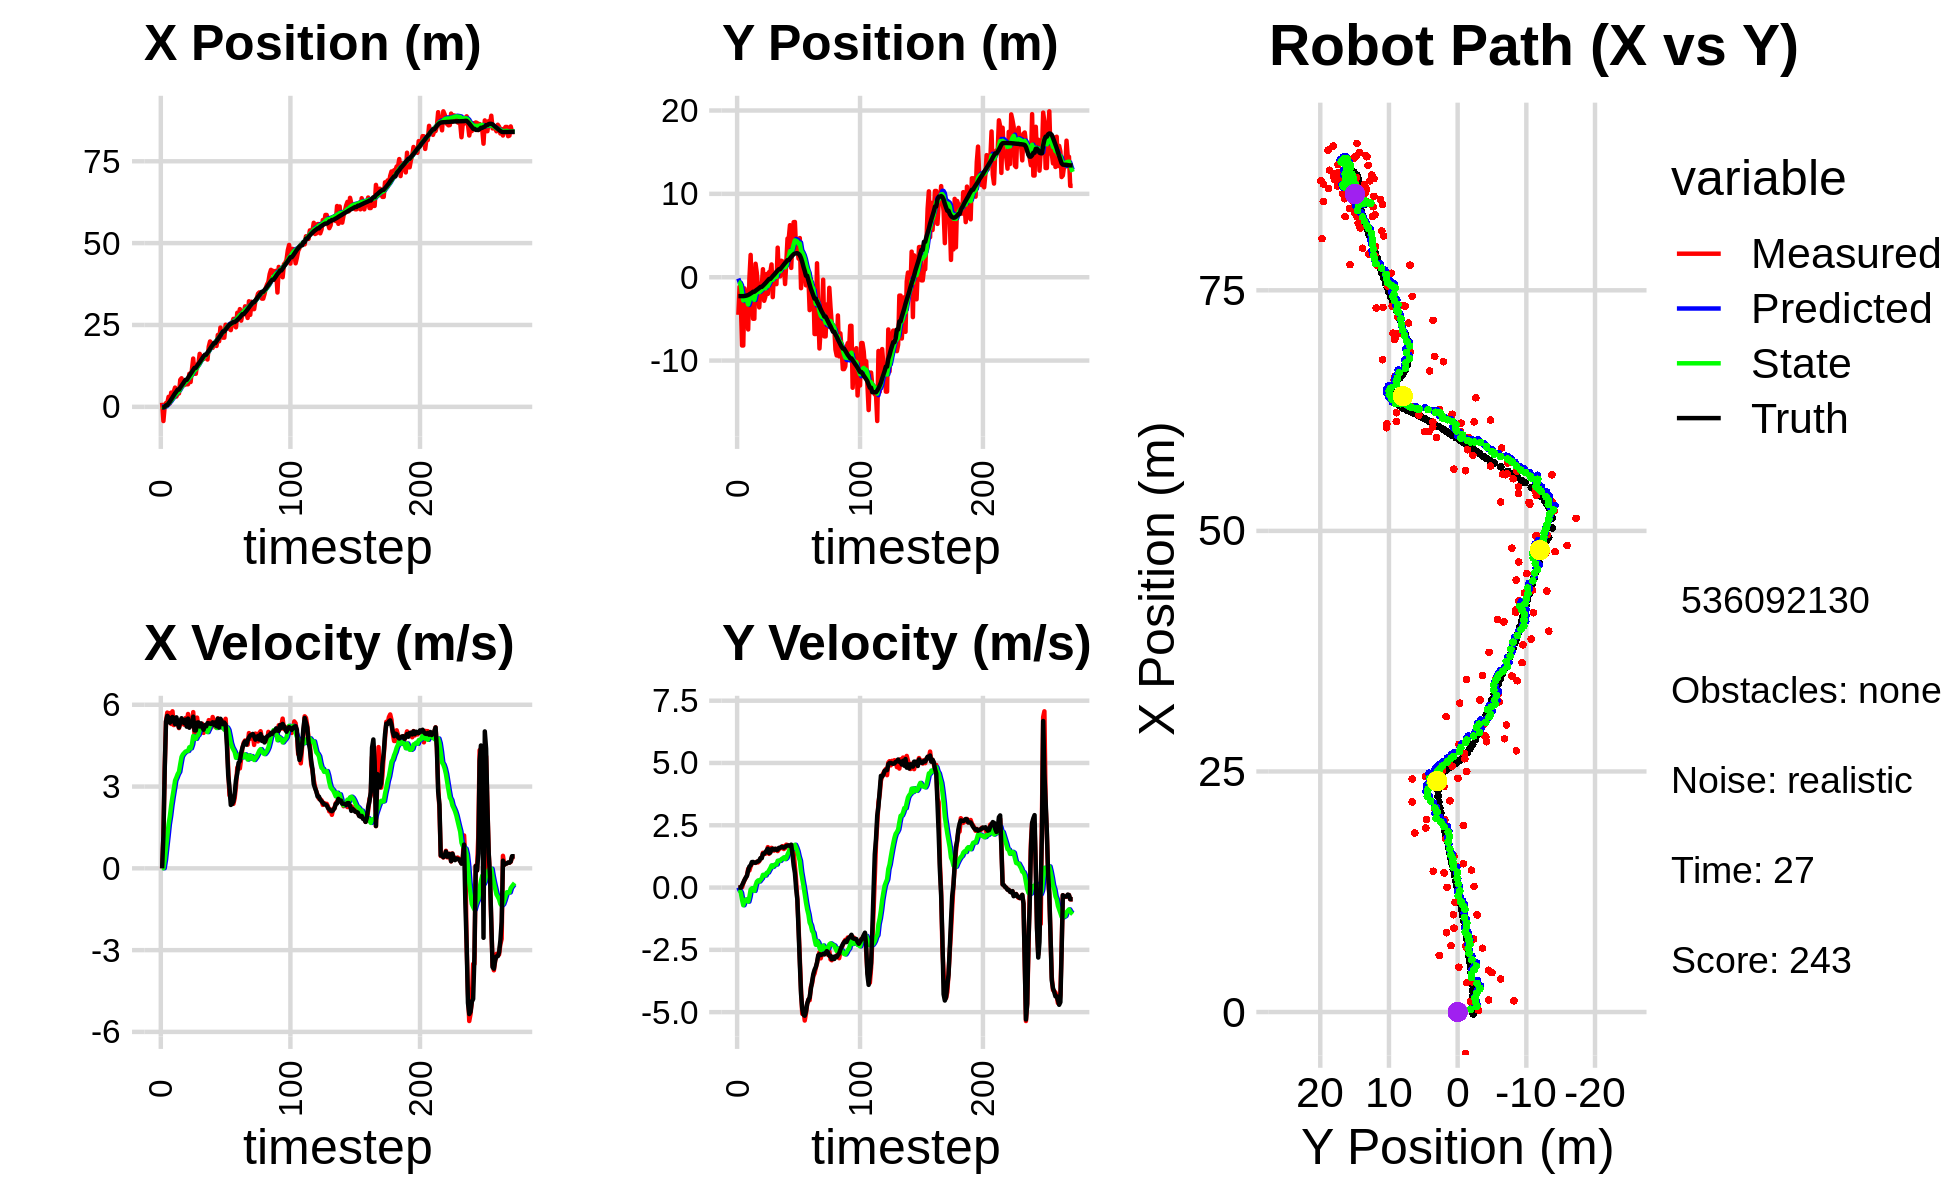 X Position (m)
75
50
25
0
0
100
200
timestep
Y Position (m)
20
10
0
-10
0
100
200
timestep
X Velocity (m/s)
6
3
0
-3
-6
0
100
200
timestep
Y Velocity (m/s)
7.5
5.0
2.5
0.0
-2.5
-5.0
0
100
200
timestep
Robot Path (X vs Y)
X Position (m)
75
50
25
0
20 10 0 -10 -20
Y Position (m)
variable
Measured
Predicted
State
Truth
536092130
Obstacles: none
Noise: realistic
Time: 27
Score: 243